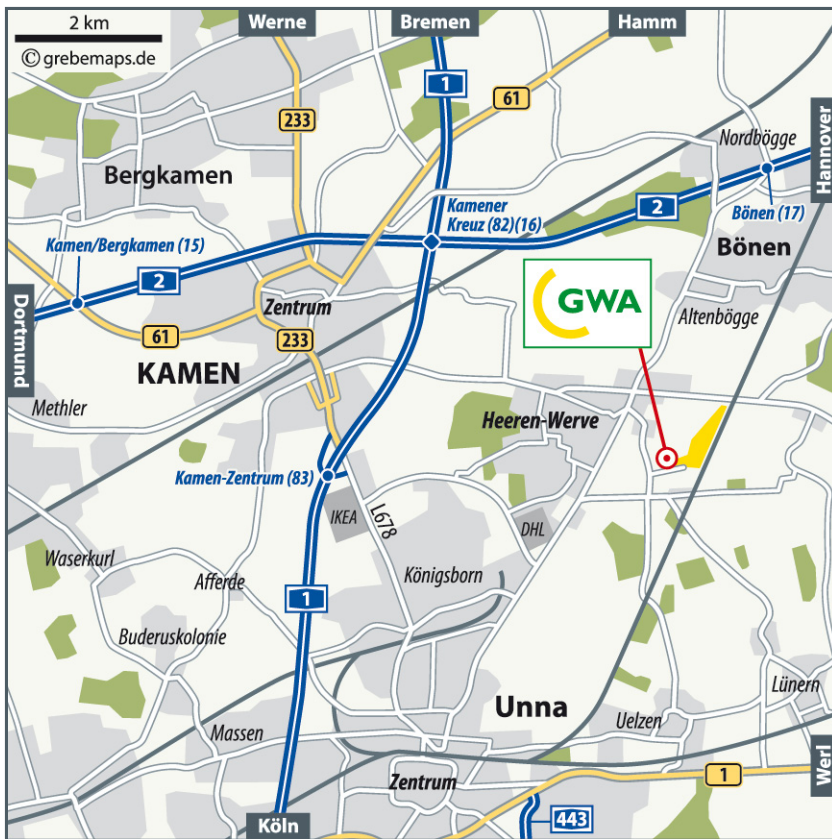 2 km
© grebemaps.de
Werne
Bremen
Hamm
1
61
233
Nordbögge
Hannover
Bergkamen
Kamener
Kreuz (82)(16)
2
Bönen (17)
Kamen/Bergkamen (15)
Bönen
2
GWA
Dortmund
Zentrum
Altenbögge
61
233
KAMEN
Methler
Heeren-Werve
Kamen-Zentrum (83)
IKEA
L678
DHL
Waserkurl
Afferde
Königsborn
1
Buderuskolonie
Lünern
Unna
Massen
Uelzen
Werl
Zentrum
1
Köln
443